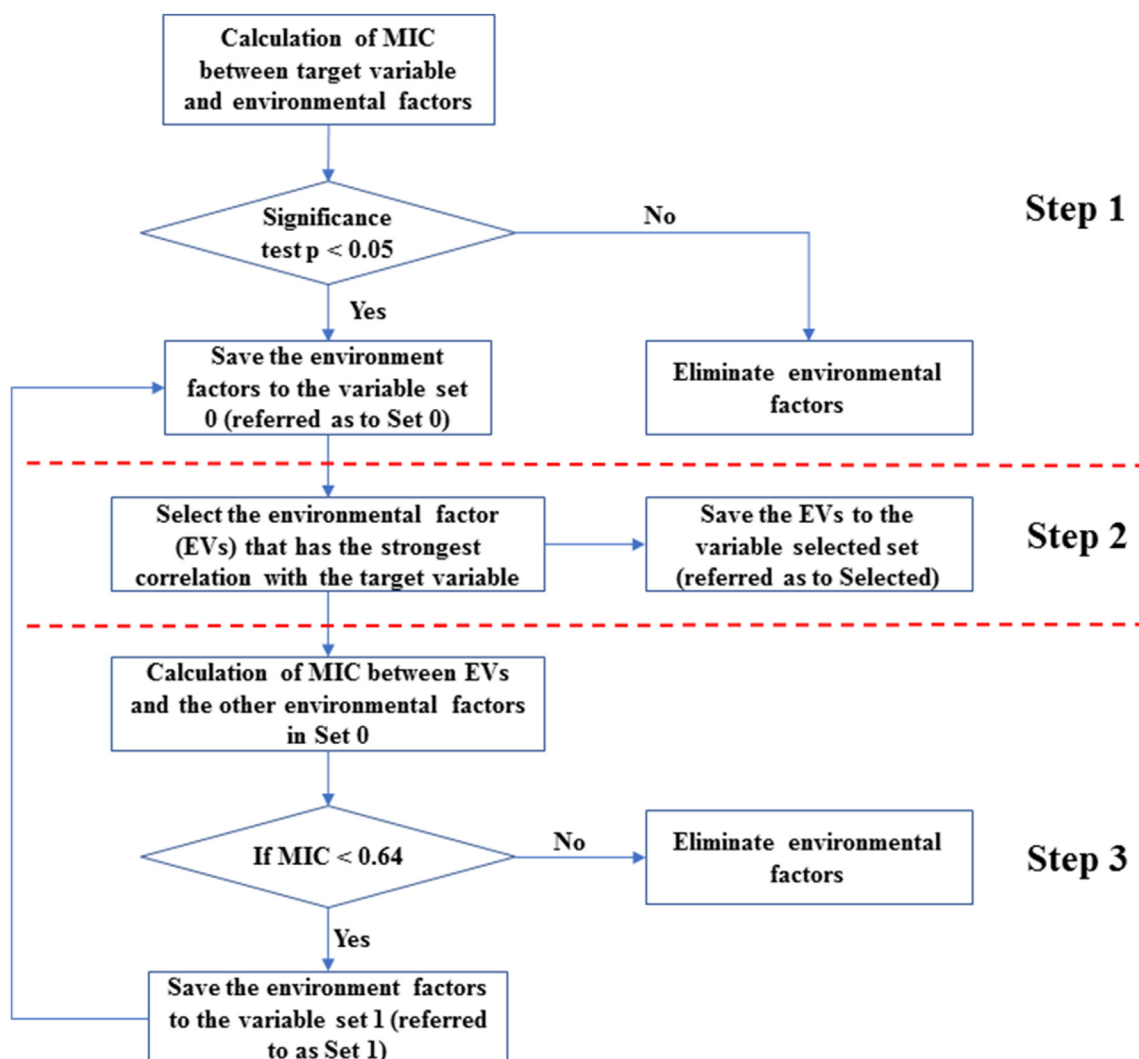 Calculation of MIC
between target variable
and environmental factors
Significance
test p < 0.05
No
Step 1
Yes
Save the environment
factors to the variable set
0 (referred as to Set 0)
Eliminate environmental
factors
Select the environmental factor
(EVs) that has the strongest
correlation with the target variable
Save the EVs to the
variable selected set
(referred as to Selected)
Step 2
Calculation of MIC between EVs
and the other environmental factors
in Set 0
If MIC < 0.64
No
Eliminate environmental
factors
Step 3
Yes
Save the environment factors
to the variable set 1 (referred
to as Set 1)